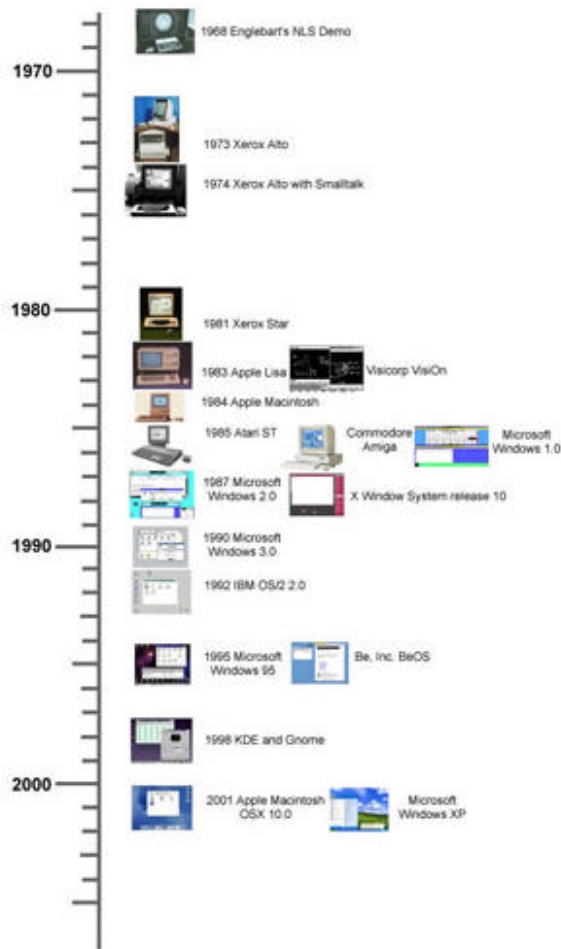 1968 Englebart's NLS Demo
1970
1973 Xerox Alto
1974 Xerox Alto with Smalltalk
1980
1981 Xerox Star
1983 Apple Lisa
Visicorp VisiOn
1984 Apple Macintosh
1985 Atari ST
Commodore
Amiga
Microsoft
Windows 1.0
1987 Microsoft
Windows 2.0
X Window System release 10
1990
1990 Microsoft
Windows 3.0
1992 IBM OS/2 2.0
1995 Microsoft
Windows 95
Be, Inc. BeOS
1998 KDE and Gnome
2000
2001 Apple Macintosh
OSX 10.0
Microsoft
Windows XP